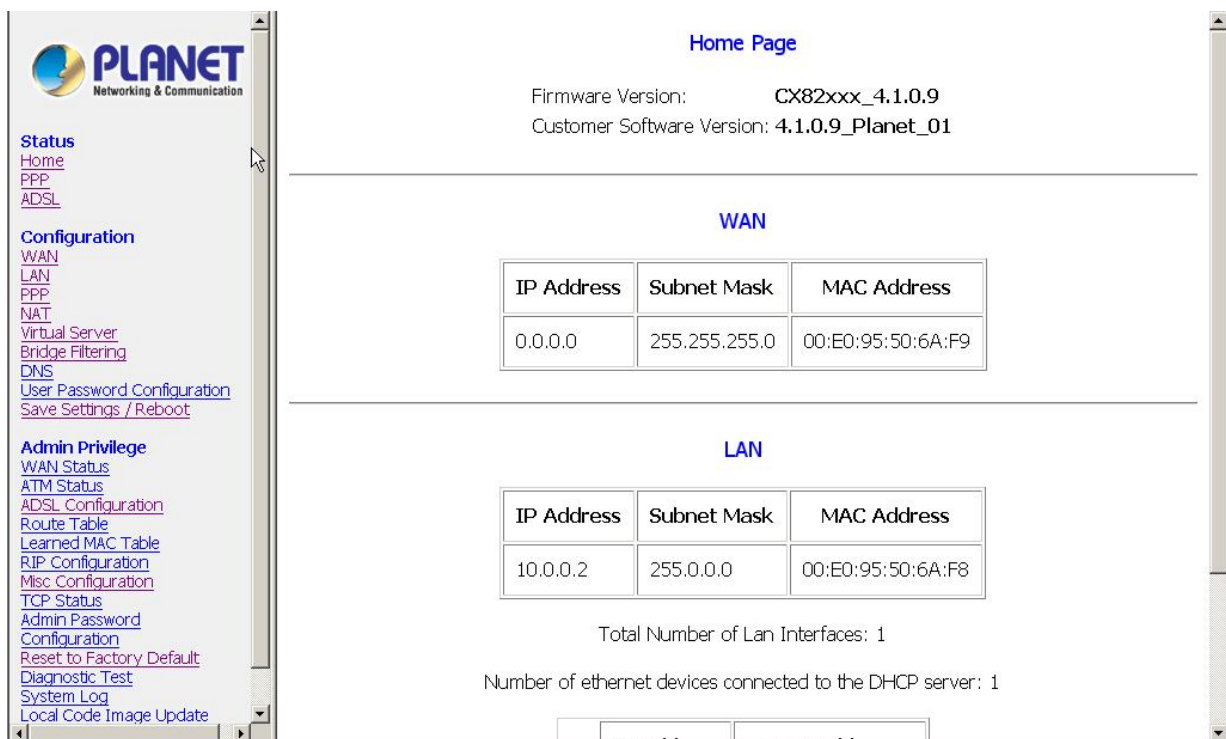 PLANET
Networking & Communication
Status
Home
PPP
ADSL
Configuration
WAN
LAN
PPP
NAT
Virtual Server
Bridge Filtering
DNS
User Password Configuration
Save Settings / Reboot
Admin Privilege
WAN Status
ATM Status
ADSL Configuration
Route Table
Learned MAC Table
RIP Configuration
Misc Configuration
TCP Status
Admin Password
Configuration
Reset to Factory Default
Diagnostic Test
System Log
Local Code Image Update
Home Page
Firmware Version: CX82xxx_4.1.0.9
Customer Software Version: 4.1.0.9_Planet_01
WAN
IP Address Subnet Mask MAC Address
0.0.0.0 255.255.255.0 00:E0:95:50:6A:F9
LAN
IP Address Subnet Mask MAC Address
10.0.0.2 255.0.0.0 00:E0:95:50:6A:F8
Total Number of Lan Interfaces: 1
Number of ethernet devices connected to the DHCP server: 1